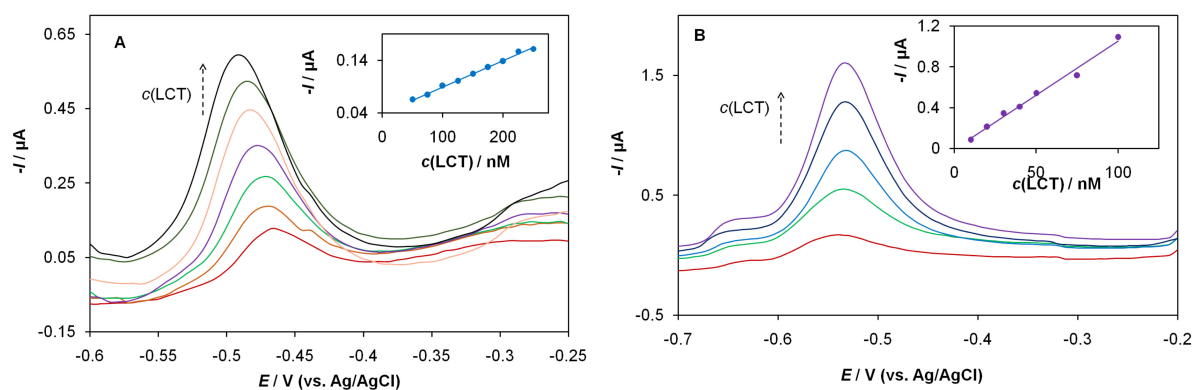 A
0.65
0.45
0.25
0.05
-0.15
-I / µA
c(LCT)
-0.6
-0.55
-0.5
-0.45
-0.4
-0.35
-0.3
-0.25
E / V (vs. Ag/AgCl)
0.14
0.04
-I / µA
0
100
200
c(LCT) / nM
B
1.5
0.5
-0.5
-I / µA
c(LCT)
-0.7
-0.6
-0.5
-0.4
-0.3
-0.2
E / V (vs. Ag/AgCl)
1.2
0.8
0.4
0
-I / µA
0
50
100
c(LCT) / nM